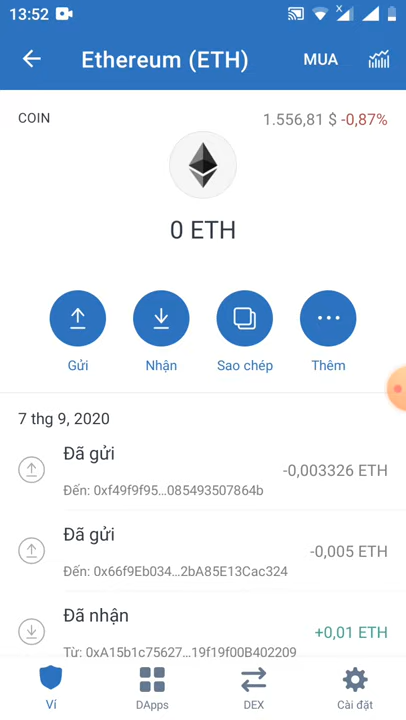 13:52
Ethereum (ETH)
MUA
COIN
1.556,81 $ -0,87%
0 ETH
Gửi
Nhận
Sao chép
Thêm
7 thg 9, 2020
Đã gửi
-0,003326 ETH
Đến: 0xf49f9f95...085493507864b
Đã gửi
-0,005 ETH
Đến: 0x66f9Eb034...2bA85E13Cac324
Đã nhận
+0,01 ETH
Từ: 0xA15b1c75627...19f19f00B402209
Ví
DApps
DEX
Cài đặt